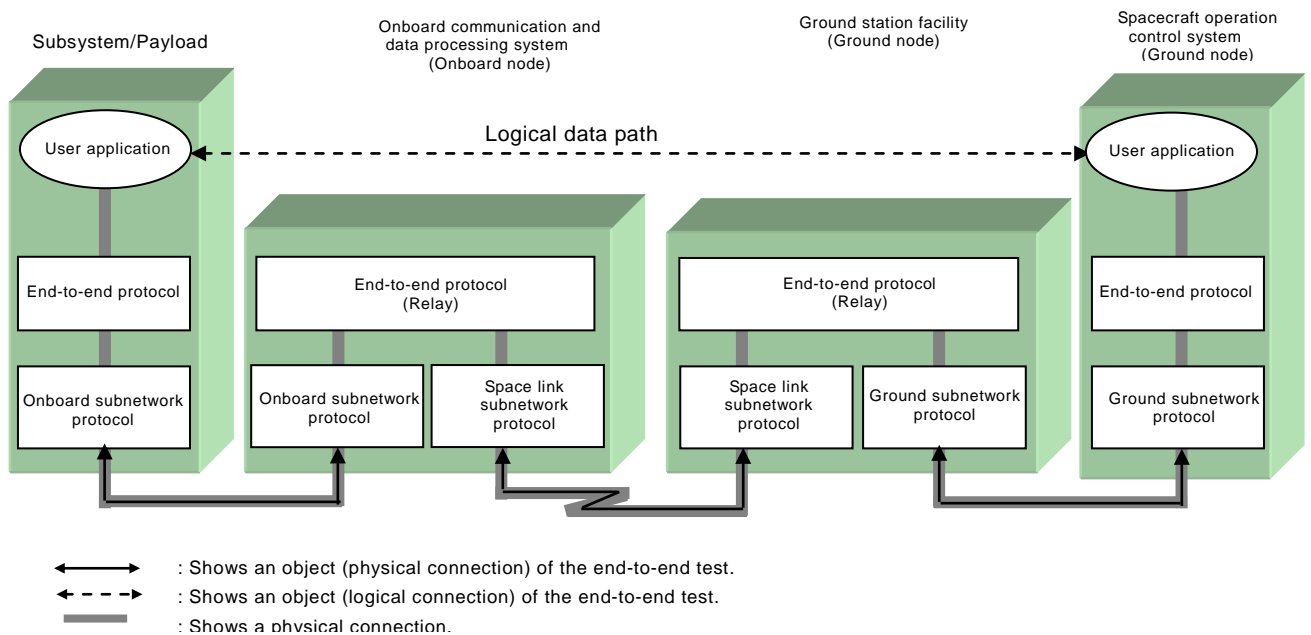 Subsystem/Payload
Onboard communication and
data processing system
(Onboard node)
Ground station facility
(Ground node)
Spacecraft operation
control system
(Ground node)
Logical data path
User application
User application
End-to-end protocol
End-to-end protocol
(Relay)
End-to-end protocol
(Relay)
End-to-end protocol
Onboard subnetwork
protocol
Onboard subnetwork
protocol
Space link
subnetwork
protocol
Space link
subnetwork
protocol
Ground subnetwork
protocol
Ground subnetwork
protocol
: Shows an object (physical connection) of the end-to-end test.
: Shows an object (logical connection) of the end-to-end test.
: Shows a physical connection.